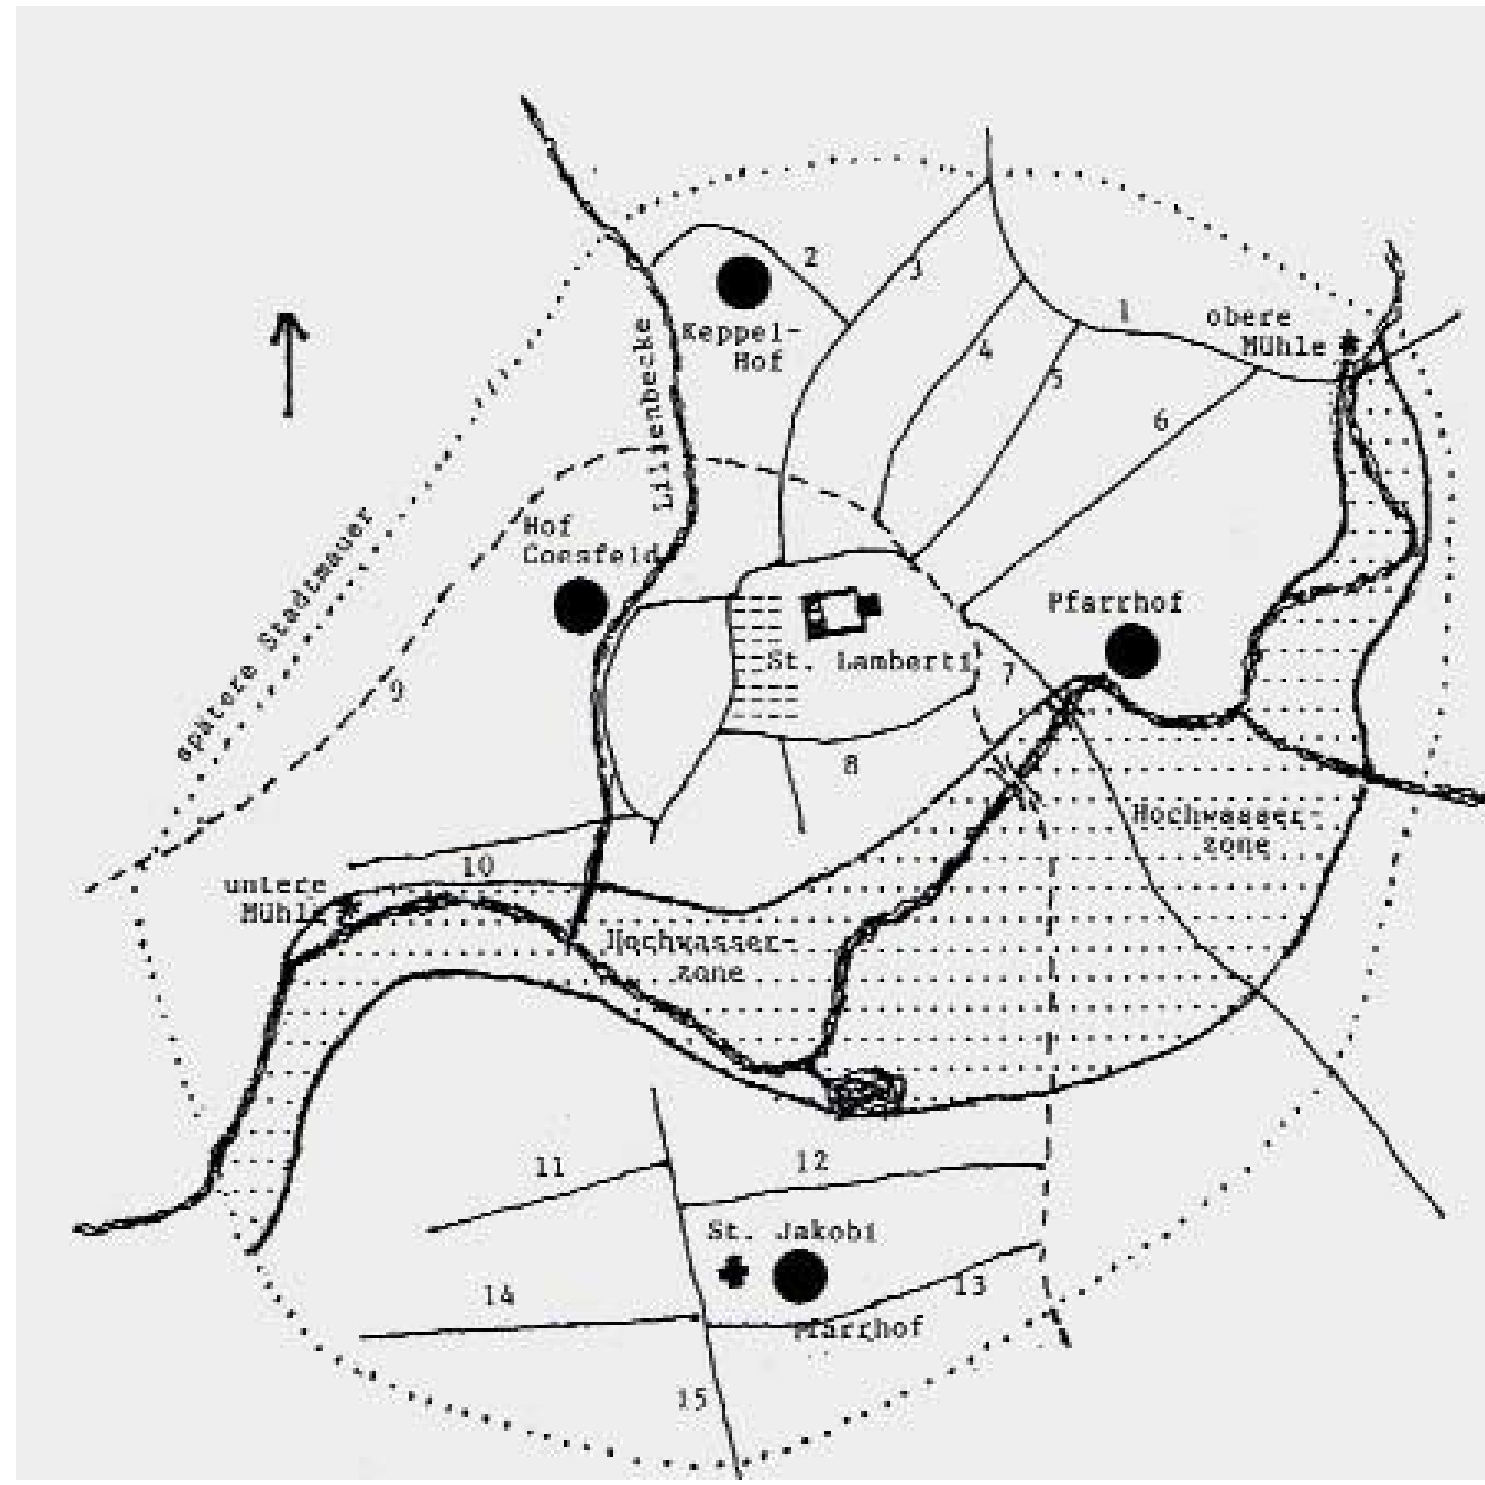 2
3
1
obere
Mühle
Keppel-
Hof
4
5
6
Lilienbecke
Hof
Coesfeld
spätere Stadtmauer
Pfarrhof
St. Lamberti
7
9
8
Hochwasser-
zone
10
untere
Mühle
Hochwasser-
zone
11
12
St. Jakobi
13
14
Pfarrhof
15